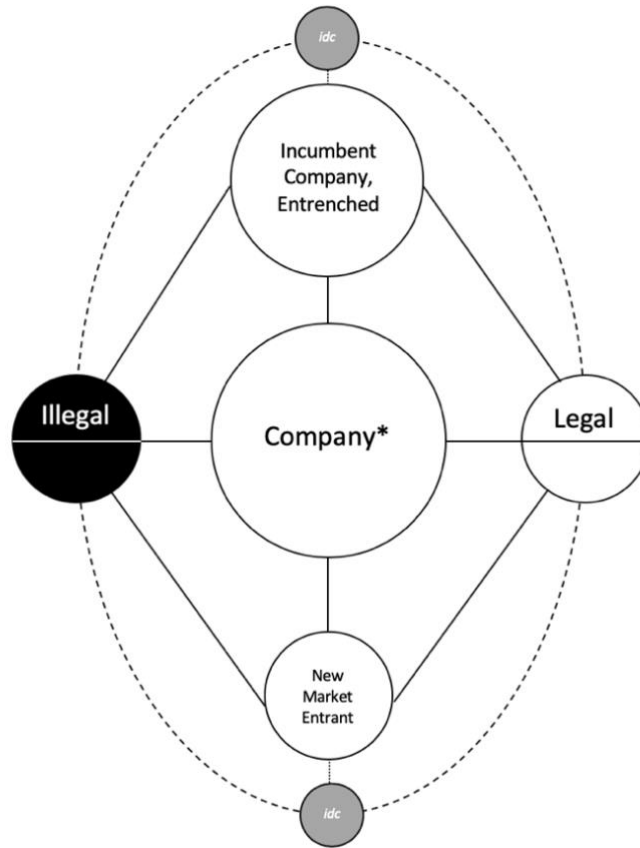 idc
Incumbent
Company,
Entrenched
Illegal
Company*
Legal
New
Market
Entrant
idc